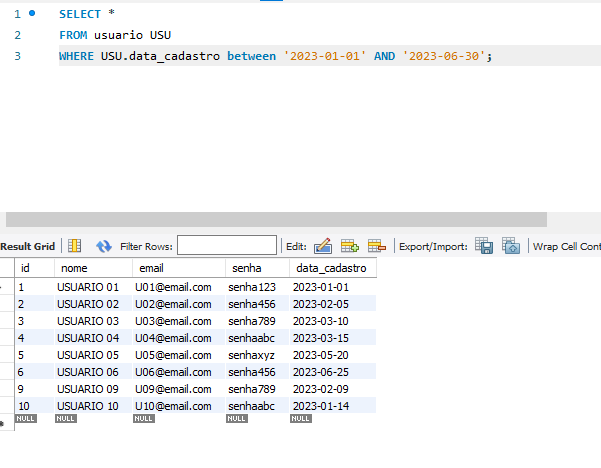 1 SELECT *
2 FROM usuario USU
3 WHERE USU.data_cadastro between '2023-01-01' AND '2023-06-30';
Result Grid Filter Rows: Edit: Export/Import: Wrap Cell Cont
id nome email senha data_cadastro
1 USUARIO 01 U01@email.com senha123 2023-01-01
2 USUARIO 02 U02@email.com senha456 2023-02-05
3 USUARIO 03 U03@email.com senha789 2023-03-10
4 USUARIO 04 U04@email.com senhaabc 2023-03-15
5 USUARIO 05 U05@email.com senhaxyz 2023-05-20
6 USUARIO 06 U06@email.com senha456 2023-06-25
9 USUARIO 09 U09@email.com senha789 2023-02-09
10 USUARIO 10 U10@email.com senhaabc 2023-01-14
NULL NULL NULL NULL NULL